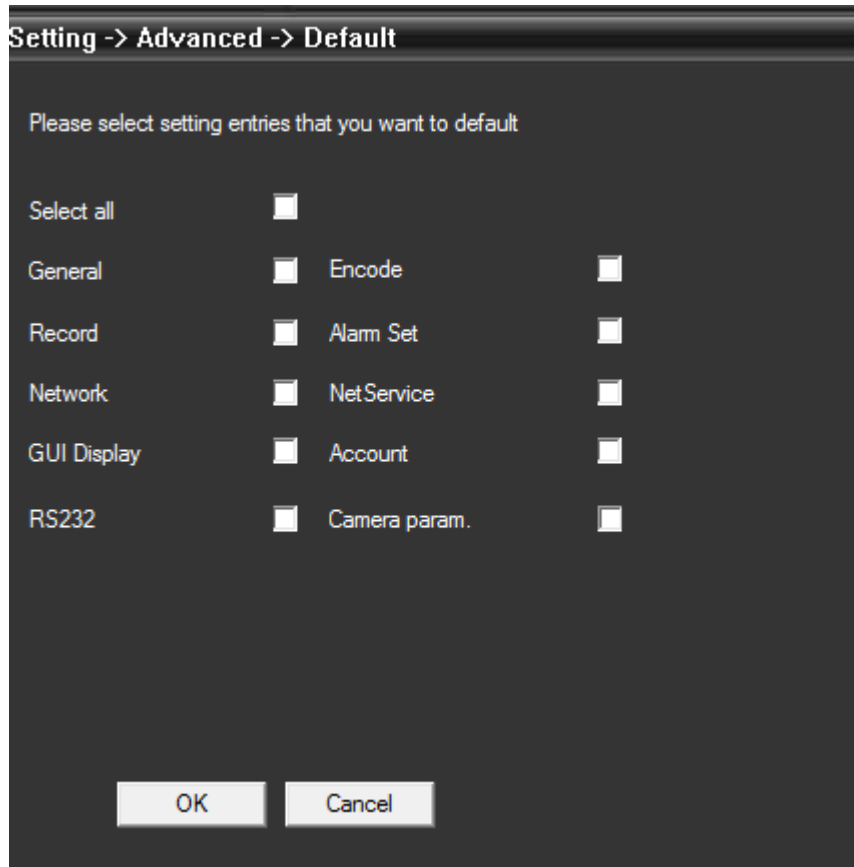 Setting -> Advanced -> Default
Please select setting entries that you want to default
Select all
General Encode
Record Alarm Set
Network NetService
GUI Display Account
RS232 Camera param.
OK Cancel